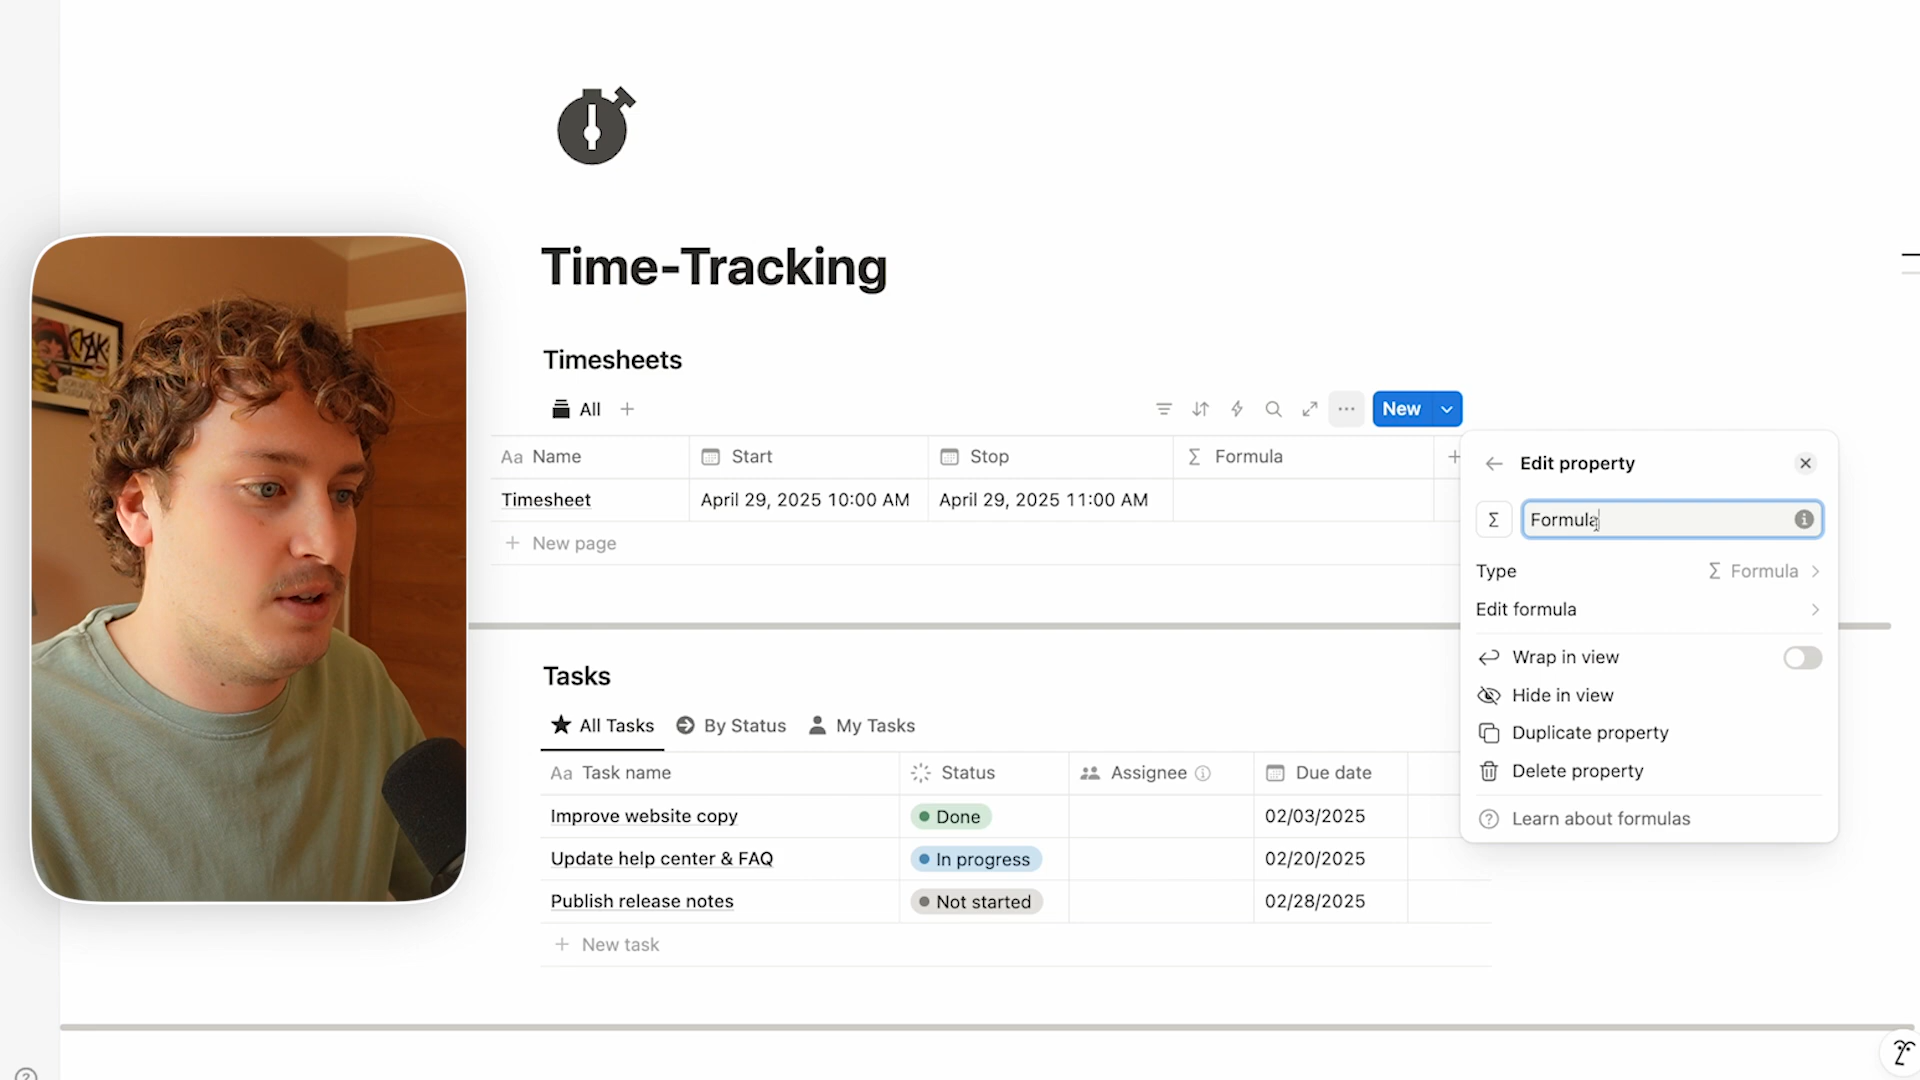 Time-Tracking
Timesheets
All
New
Aa Name
Start
Stop
Σ Formula
Timesheet
April 29, 2025 10:00 AM
April 29, 2025 11:00 AM
New page
Edit property
Σ Formula
Type
Σ Formula
Edit formula
Wrap in view
Hide in view
Duplicate property
Delete property
Learn about formulas
Tasks
All Tasks
By Status
My Tasks
Aa Task name
Status
Assignee
Due date
Improve website copy
Done
02/03/2025
Update help center & FAQ
In progress
02/20/2025
Publish release notes
Not started
02/28/2025
New task